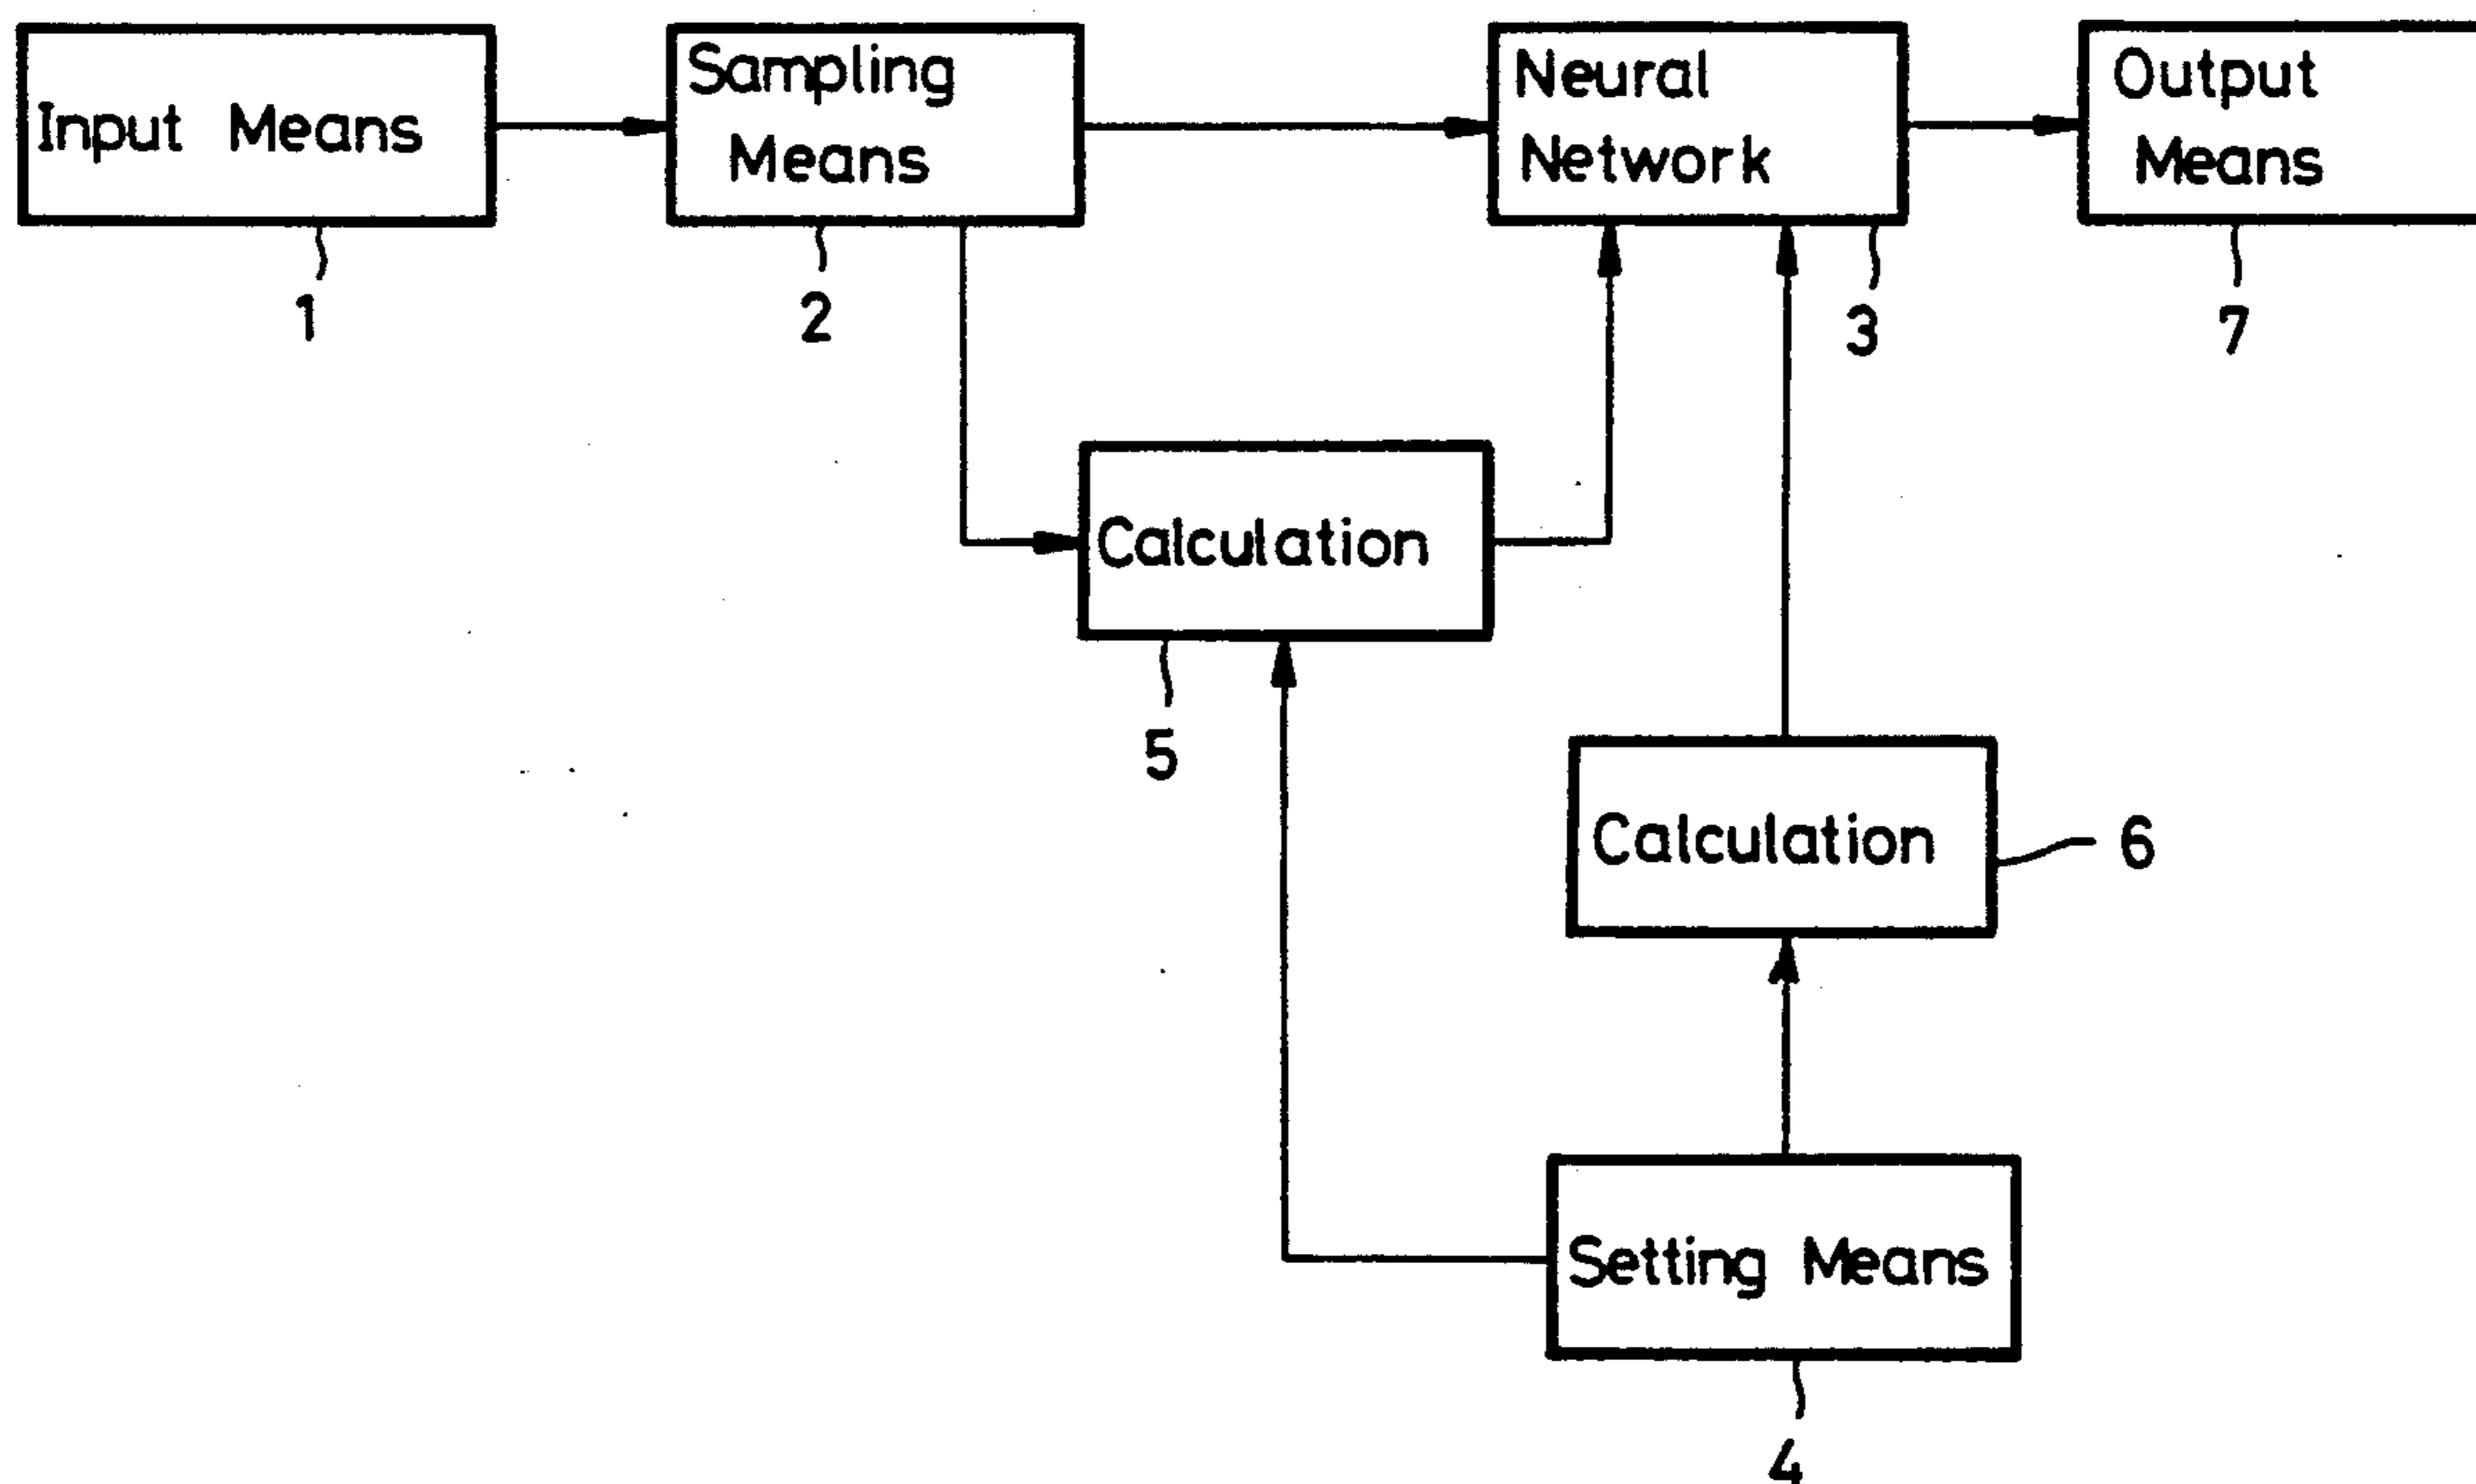 Input Means
Sampling
Means
Neural
Network
Output
Means
1
2
3
7
Calculation
5
Calculation
6
Setting Means
4